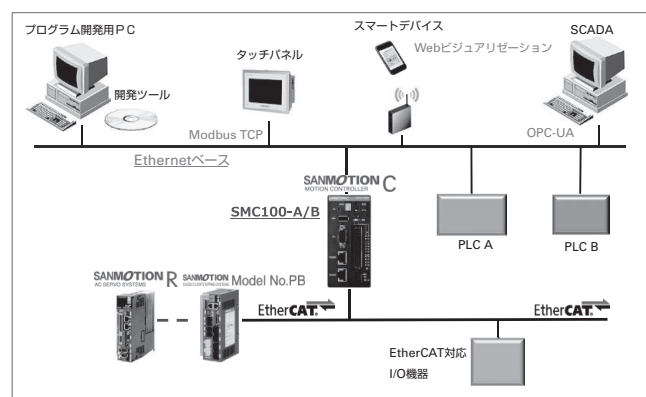 プログラム開発用ＰＣ
開発ツール
タッチパネル
スマートデバイス
Webビジュアリゼーション
SCADA
Modbus TCP
OPC-UA
Ethernetベース
SANMOTION C
MOTION CONTROLLER
SMC100-A/B
PLC A
PLC B
SANMOTION R
AC SERVO SYSTEMS
SANMOTION Model No.PB
EtherCAT
EtherCAT
EtherCAT対応
I/O機器